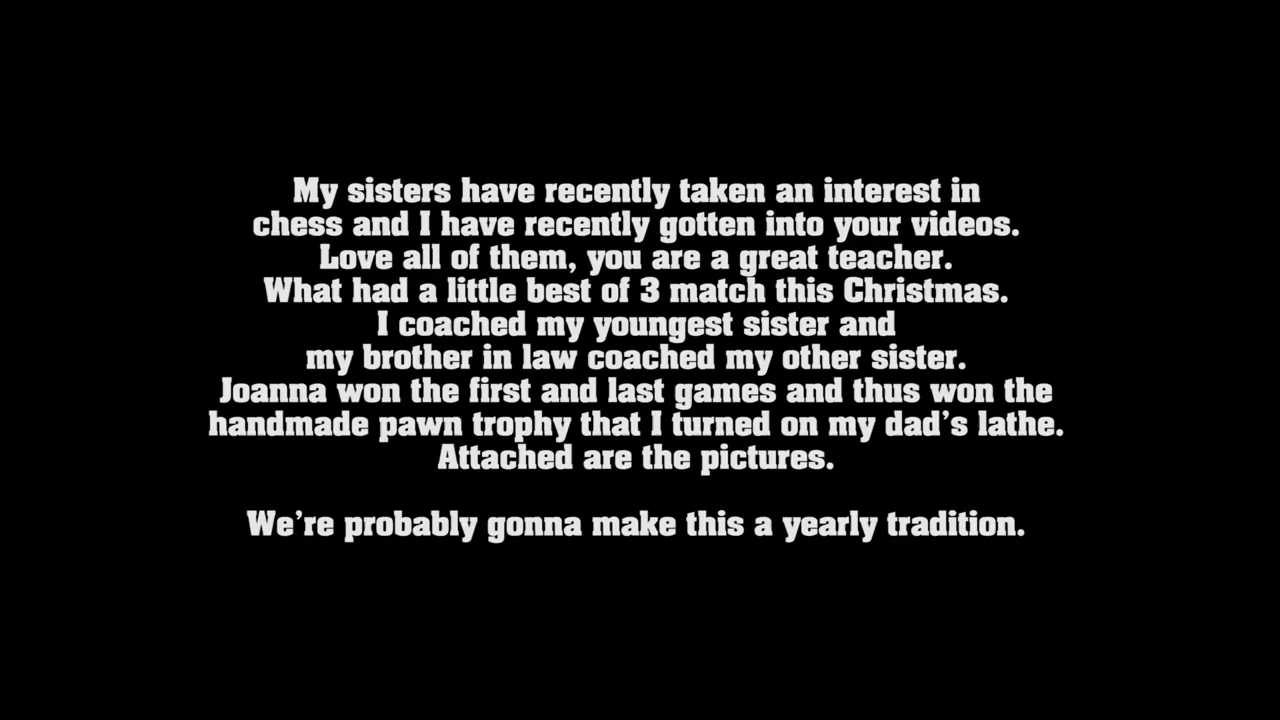 My sisters have recently taken an interest in
chess and I have recently gotten into your videos.
Love all of them, you are a great teacher.
What had a little best of 3 match this Christmas.
I coached my youngest sister and
my brother in law coached my other sister.
Joanna won the first and last games and thus won the
handmade pawn trophy that I turned on my dad’s lathe.
Attached are the pictures.
We’re probably gonna make this a yearly tradition.